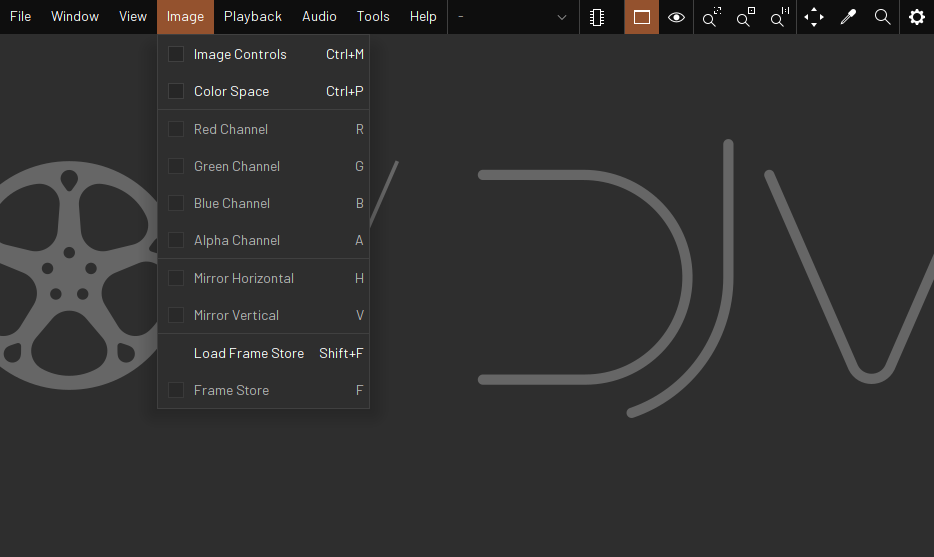 File Window View Image Playback Audio Tools Help -
Image Controls Ctrl+M
Color Space Ctrl+P
Red Channel R
Green Channel G
Blue Channel B
Alpha Channel A
Mirror Horizontal H
Mirror Vertical V
Load Frame Store Shift+F
Frame Store F